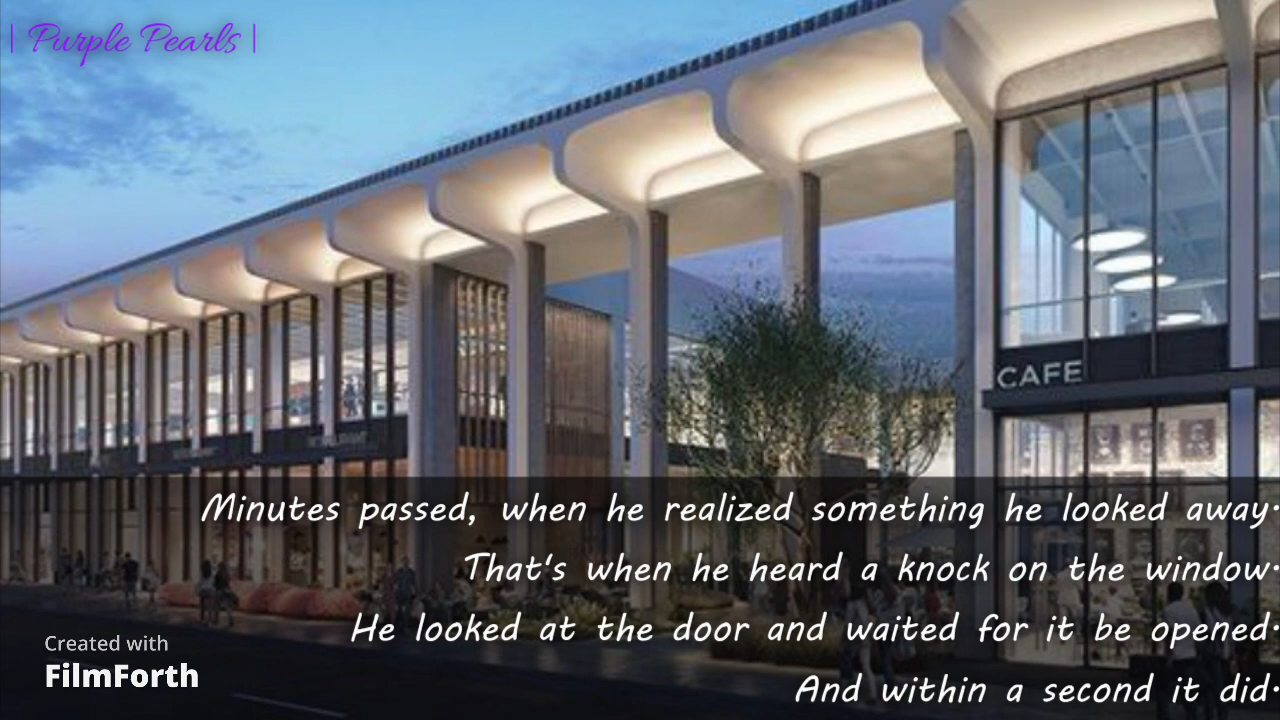 | Purple Pearls |
CAFE
Minutes passed, when he realized something he looked away.
That's when he heard a knock on the window.
He looked at the door and waited for it be opened.
And within a second it did.
Created with
FilmForth